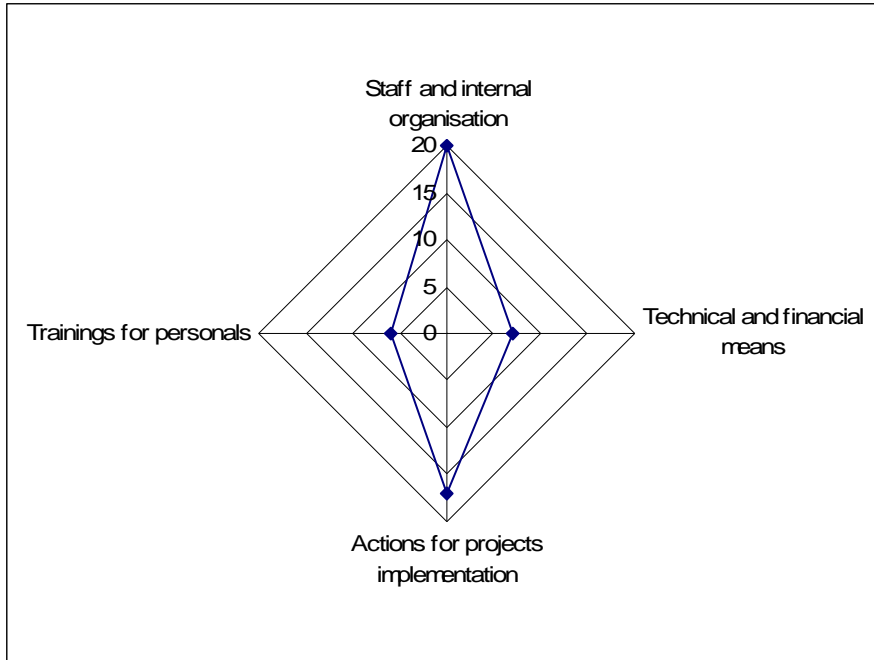 Staff and internal
organisation
20
15
10
5
0
Trainings for personals
Technical and financial
means
Actions for projects
implementation